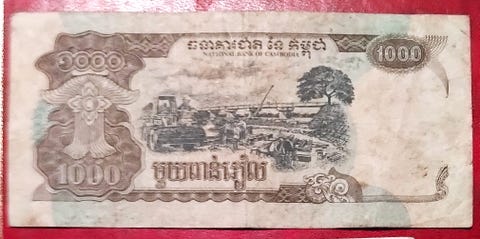 ធនាគារជាតិ នៃ កម្ពុជា
NATIONAL BANK OF CAMBODIA
១០០០
1000
1000
មួយពាន់រៀល